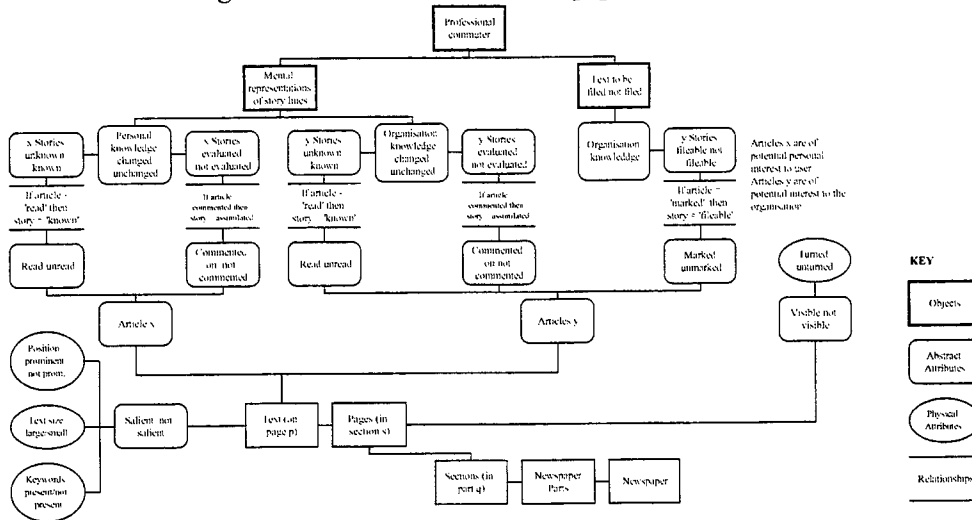 Professional
commuter
Mental
representations
of story lines
Text to be
filed not filed
x Stories
unknown
known
Personal
knowledge
changed
unchanged
x Stories
evaluated
not evaluated
y Stories
unknown
known
Organisation
knowledge
changed
unchanged
y Stories
evaluated
not evaluated
Organisation
knowledge
y Stories
fileable not
fileable
Articles x are of
potential personal
interest to user
Articles y are of
potential interest to the
organisation
If article -
'read' then
story = 'known'
If article
commented then
story assumlated
If article -
'read' then
story 'known'
If article
commented then
story assumlated
If article =
'marked' then
story = 'fileable'
Read unread
Commented
on not
commented
Read unread
Commented
on not
commented
Marked
unmarked
Turned
unturned
Visible not
visible
Article x
Articles y
Position
prominent
not prom.
Text size
large/small
Keywords
present/not
present
Salient not
salient
Text (on
page p)
Pages (in
section s)
Sections (in
part q)
Newspaper
Parts
Newspaper
KEY
Objects
Abstract
Attributes
Physical
Attributes
Relationships